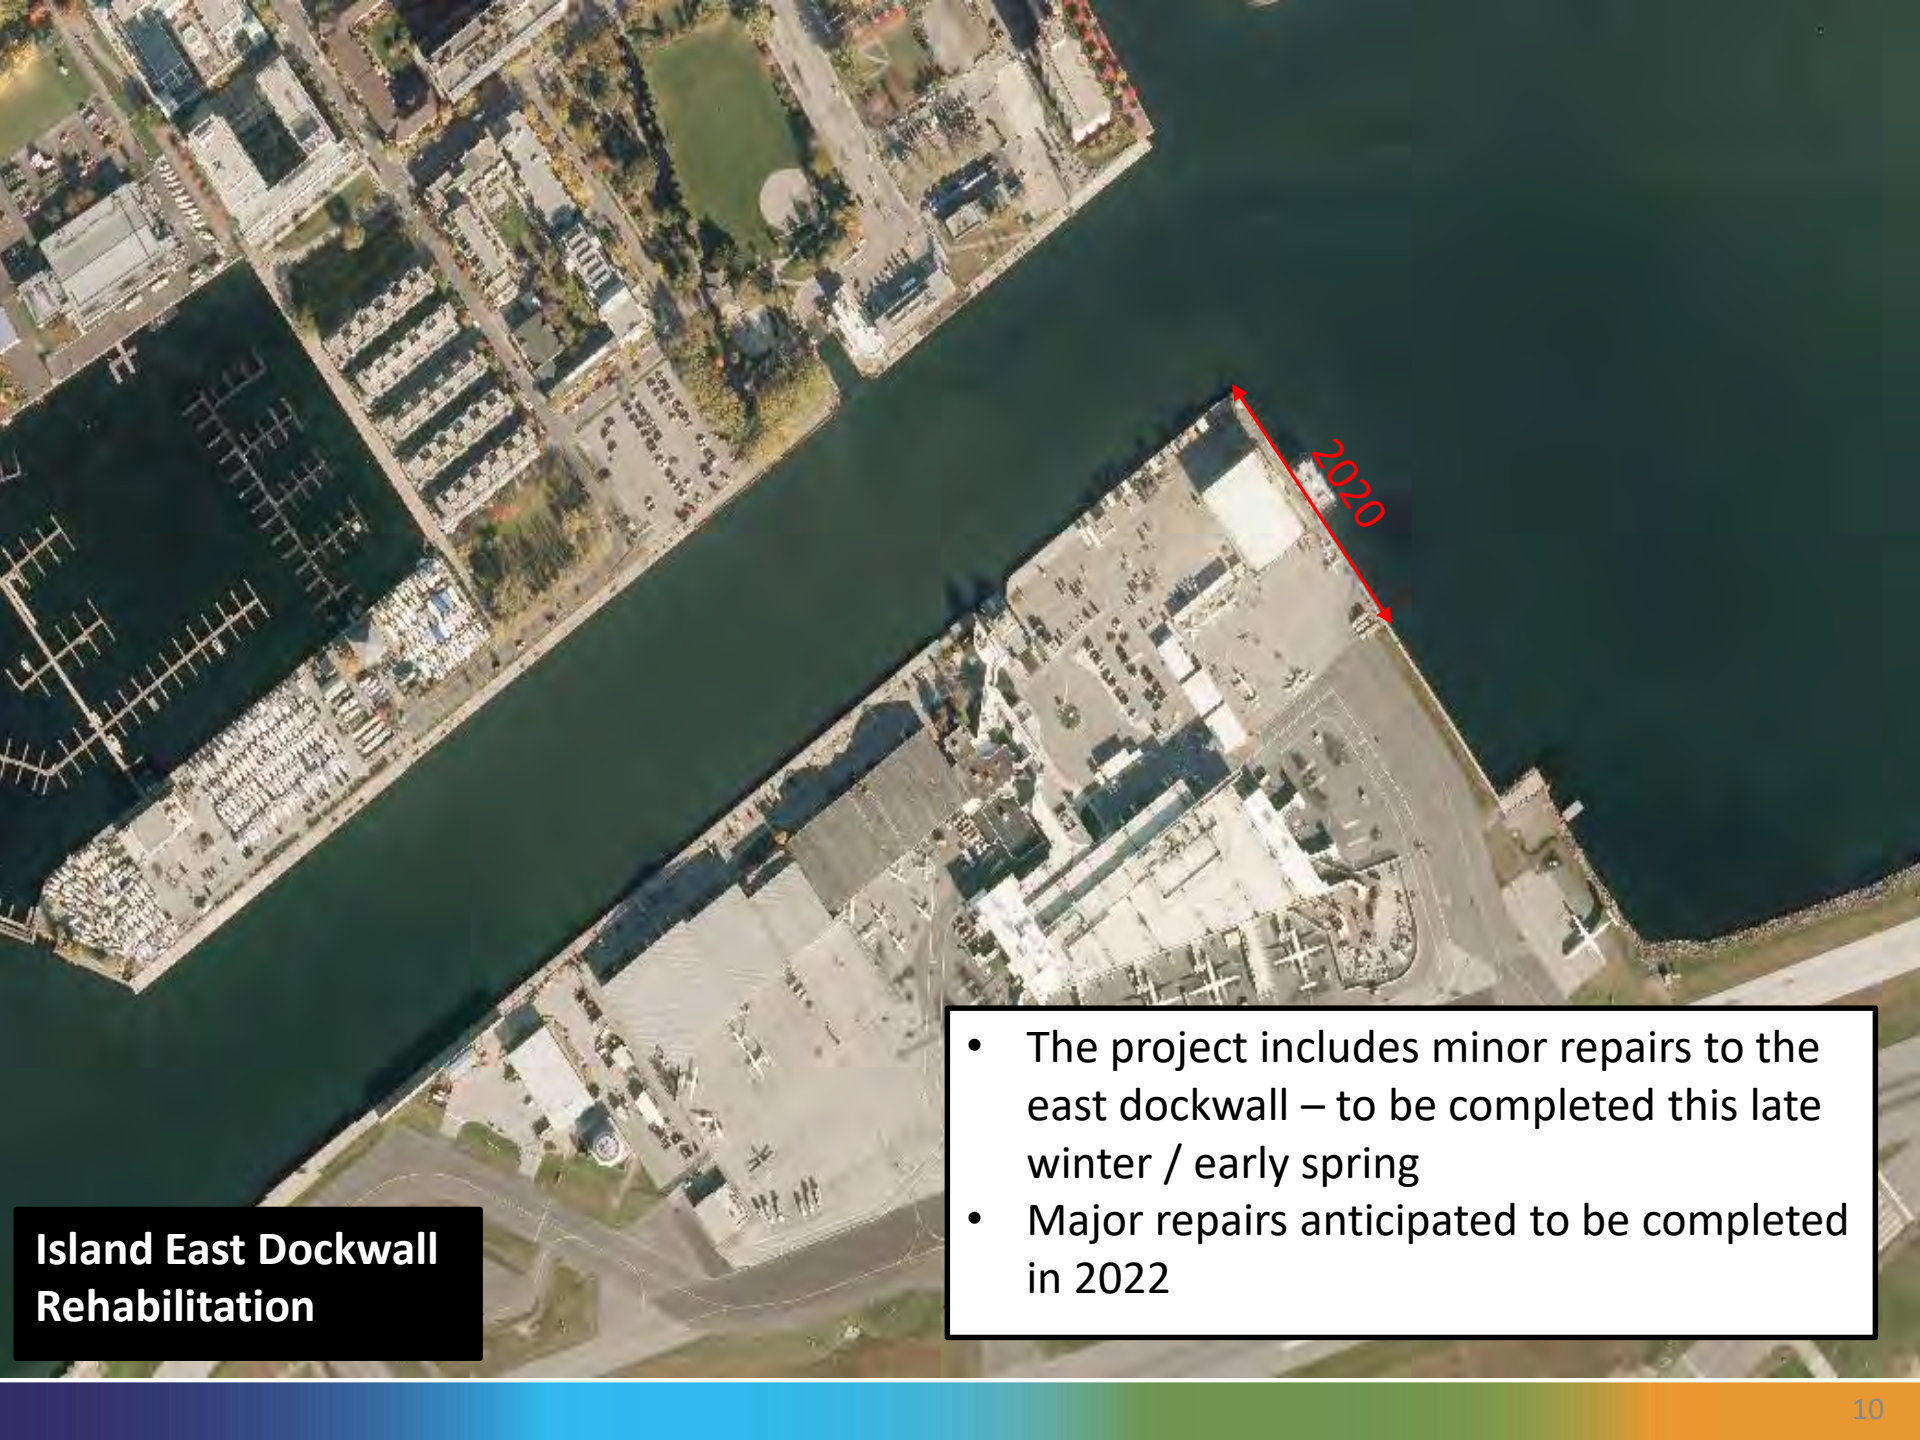 2020
• The project includes minor repairs to the
east dockwall – to be completed this late
winter / early spring
• Major repairs anticipated to be completed
in 2022
Island East Dockwall
Rehabilitation
10